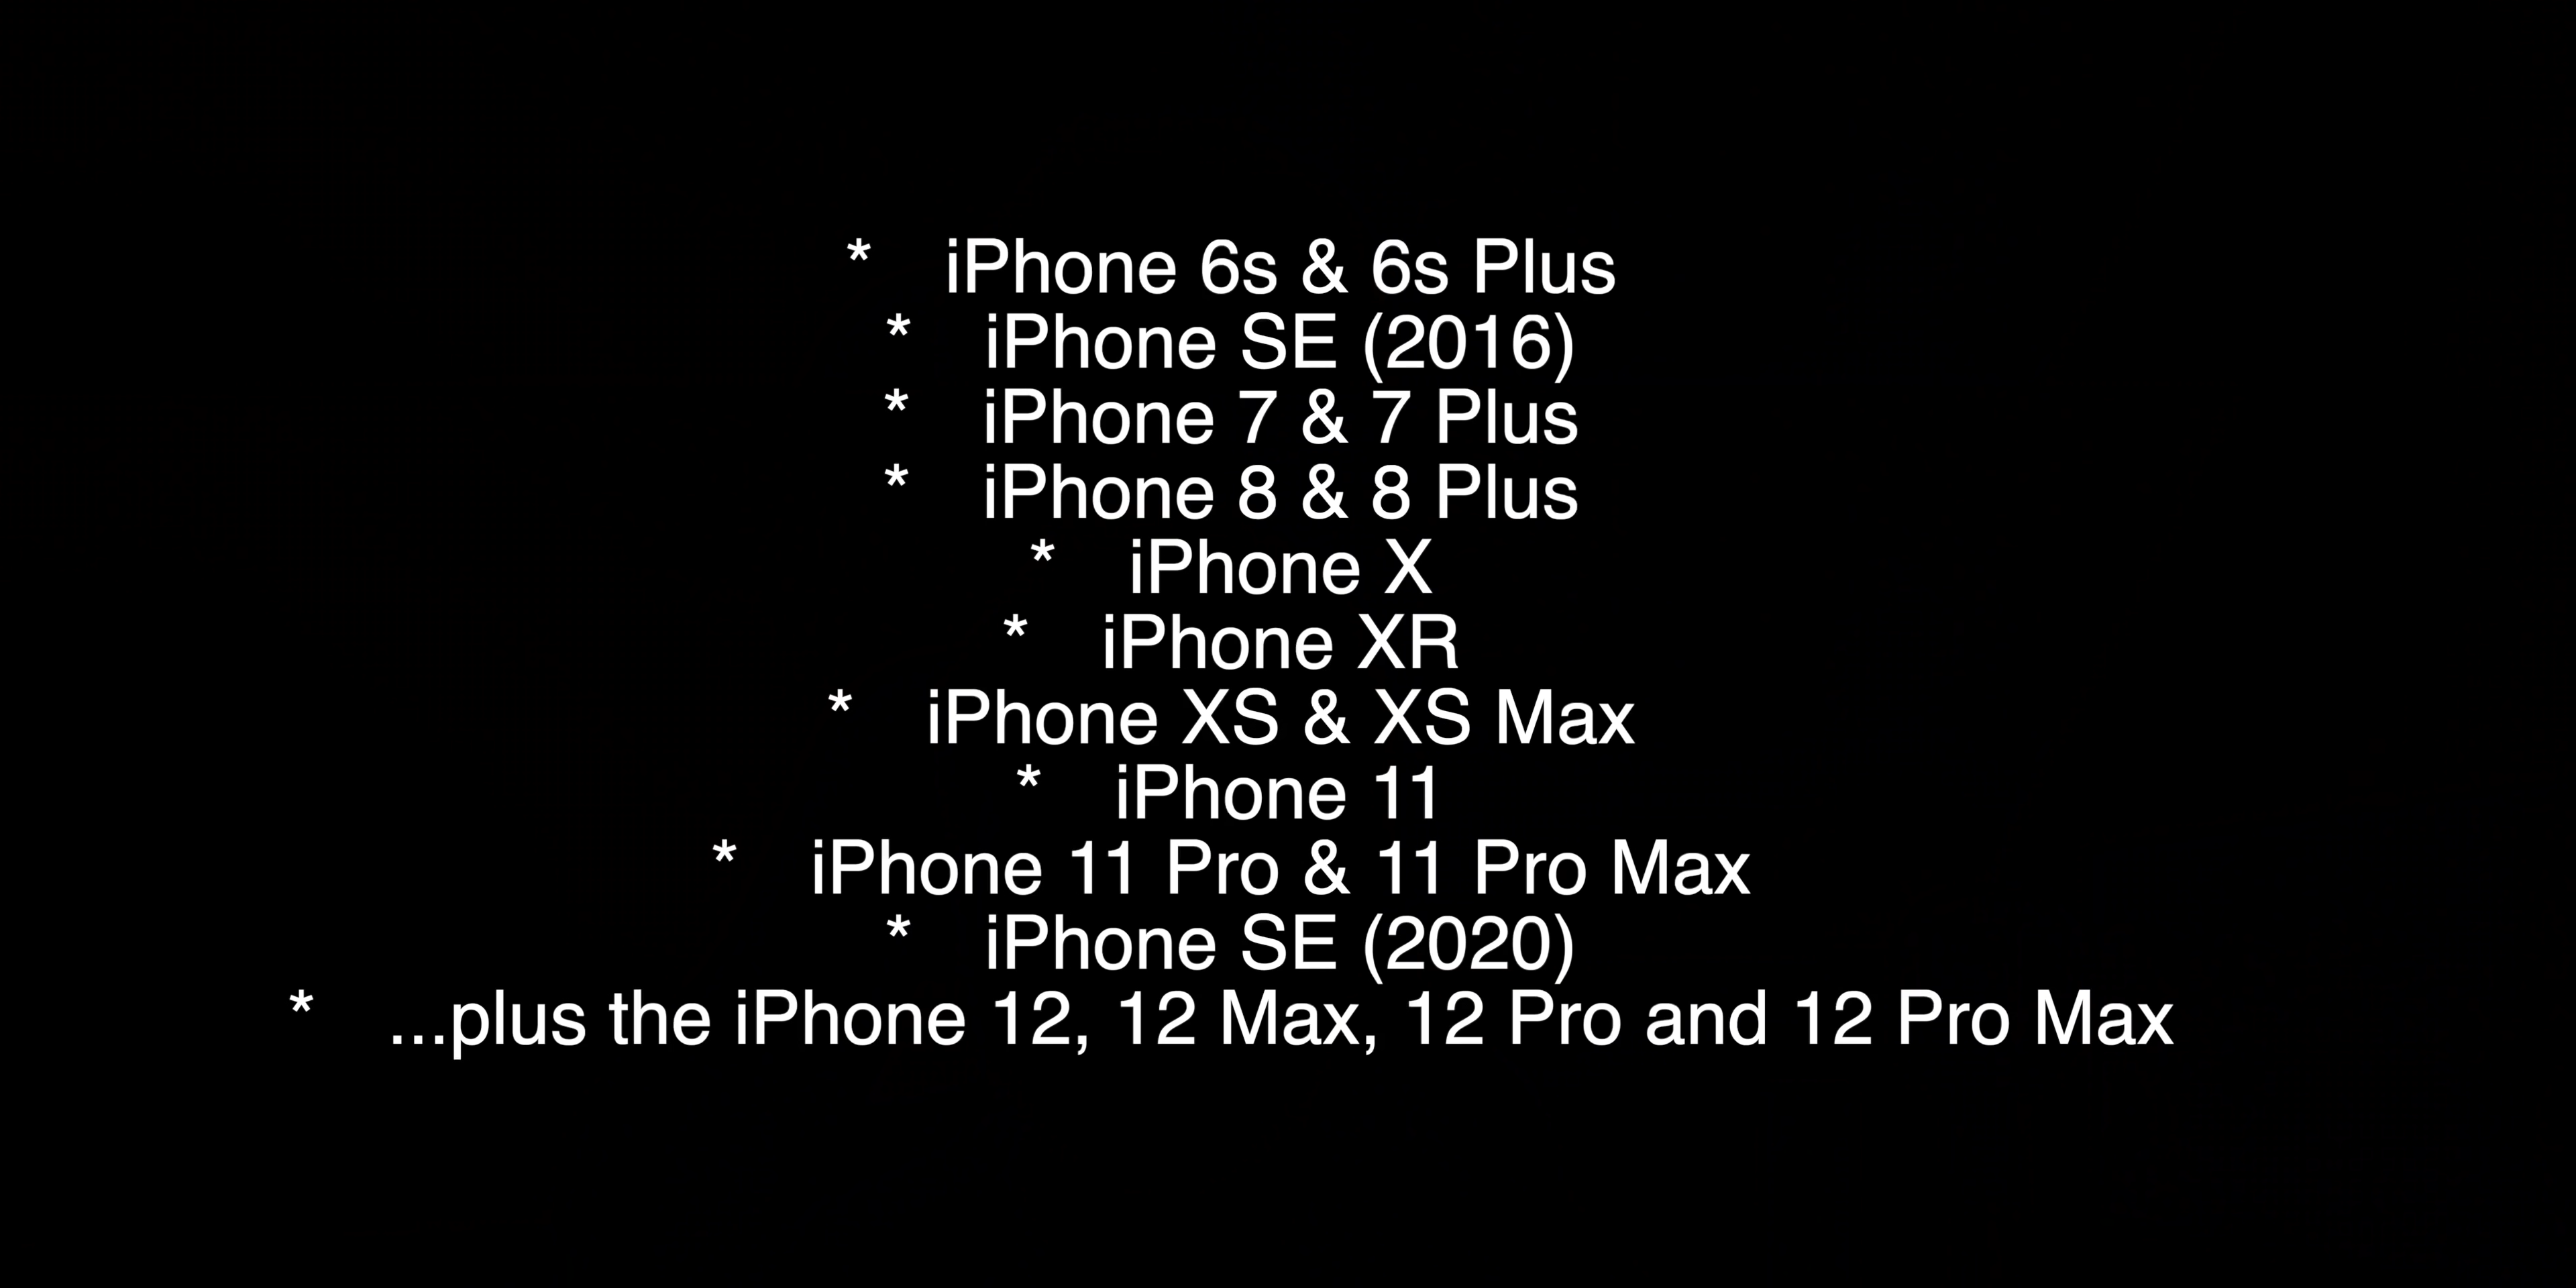 * iPhone 6s & 6s Plus
* iPhone SE (2016)
* iPhone 7 & 7 Plus
* iPhone 8 & 8 Plus
* iPhone X
* iPhone XR
* iPhone XS & XS Max
* iPhone 11
* iPhone 11 Pro & 11 Pro Max
* iPhone SE (2020)
* ...plus the iPhone 12, 12 Max, 12 Pro and 12 Pro Max